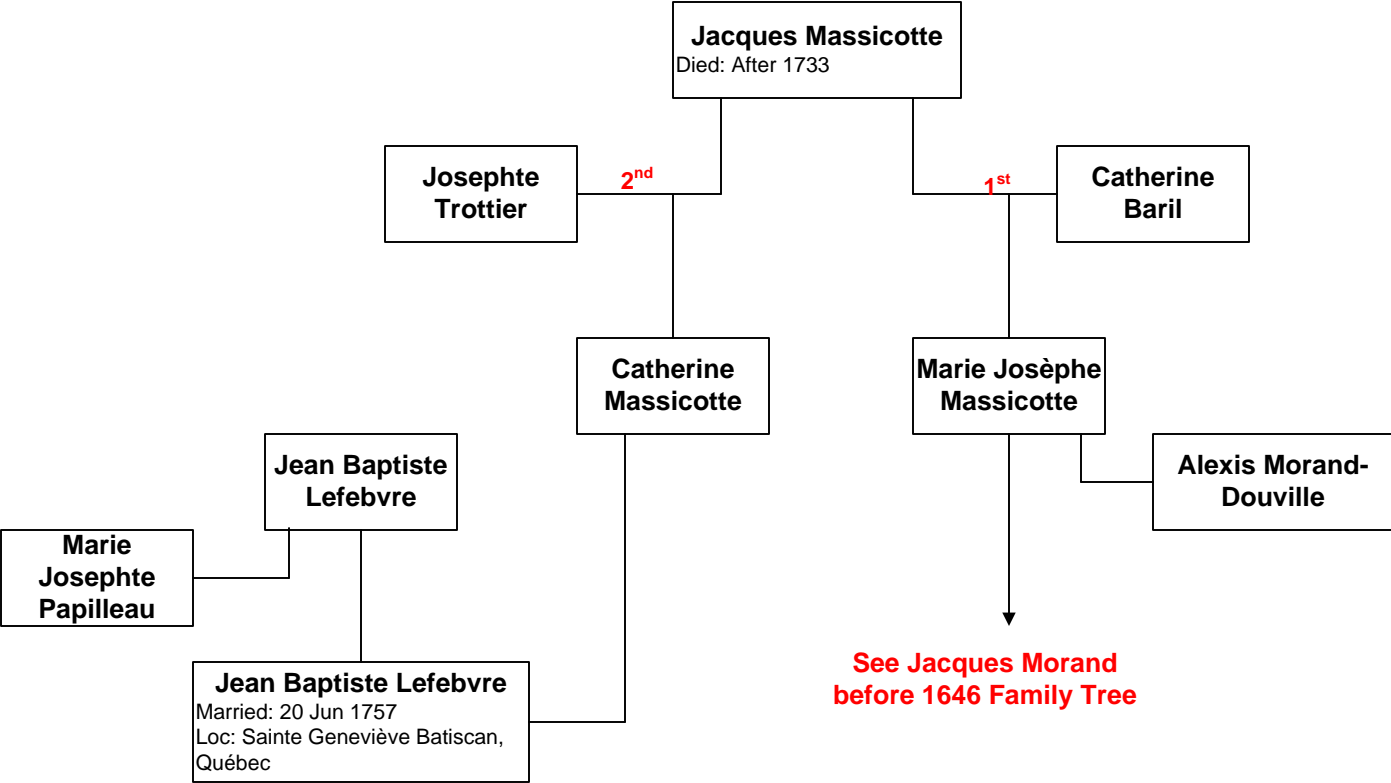 Jacques Massicotte
Died: After 1733
Josephte
Trottier
2nd
1st
Catherine
Baril
Catherine
Massicotte
Marie Josèphe
Massicotte
Jean Baptiste
Lefebvre
Alexis Morand-
Douville
Marie
Josephte
Papilleau
Jean Baptiste Lefebvre
Married: 20 Jun 1757
Loc: Sainte Geneviève Batiscan,
Québec
See Jacques Morand
before 1646 Family Tree